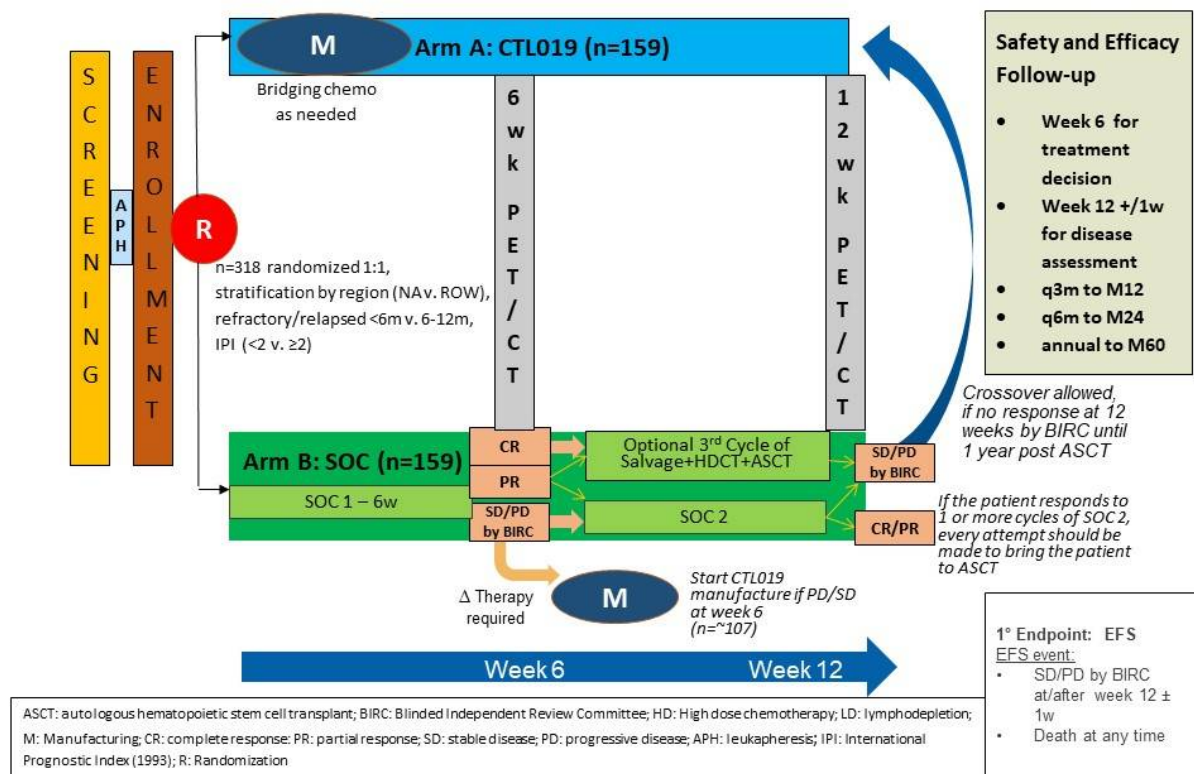 SCREENING
APH
ENROLLMENT
R
M
Arm A: CTL019 (n=159)
Bridging chemo
as needed
n=318 randomized 1:1,
stratification by region (NA v. ROW),
refractory/relapsed <6m v. 6-12m,
IPI (<2 v. ≥2)
6wk PET/CT
12wk PET/CT
Arm B: SOC (n=159)
SOC 1 – 6w
CR
PR
SD/PD
by BIRC
Optional 3rd Cycle of
Salvage+HDCT+ASCT
SOC 2
SD/PD
by BIRC
CR/PR
Δ Therapy
required
M
Start CTL019
manufacture if PD/SD
at week 6
(n=~107)
Week 6
Week 12
Safety and Efficacy
Follow-up
• Week 6 for
treatment
decision
• Week 12 +/1w
for disease
assessment
• q3m to M12
• q6m to M24
• annual to M60
Crossover allowed,
if no response at 12
weeks by BIRC until
1 year post ASCT
If the patient responds to
1 or more cycles of SOC 2,
every attempt should be
made to bring the patient
to ASCT
1° Endpoint: EFS
EFS event:
• SD/PD by BIRC
at/after week 12 ±
1w
• Death at any time
ASCT: autologous hematopoietic stem cell transplant; BIRC: Blinded Independent Review Committee; HD: High dose chemotherapy; LD: lymphodepletion;
M: Manufacturing; CR: complete response: PR: partial response; SD: stable disease; PD: progressive disease; APH: leukapheresis; IPI: International
Prognostic Index (1993); R: Randomization